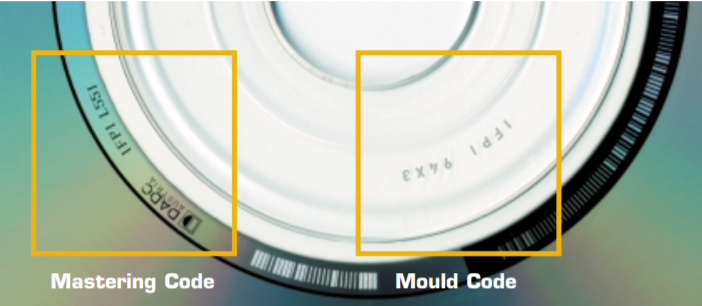 IFPI L551
DADC
AUSTRIA
IFPI 94X3
Mastering Code
Mould Code